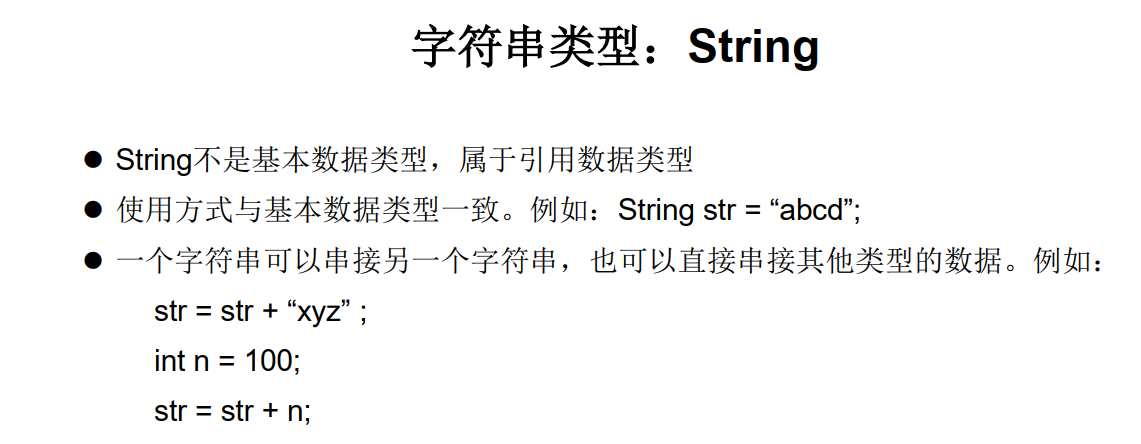 字符串类型：String
● String不是基本数据类型，属于引用数据类型
● 使用方式与基本数据类型一致。例如：String str = “abcd”;
● 一个字符串可以串接另一个字符串，也可以直接串接其他类型的数据。例如：
str = str + “xyz” ;
int n = 100;
str = str + n;